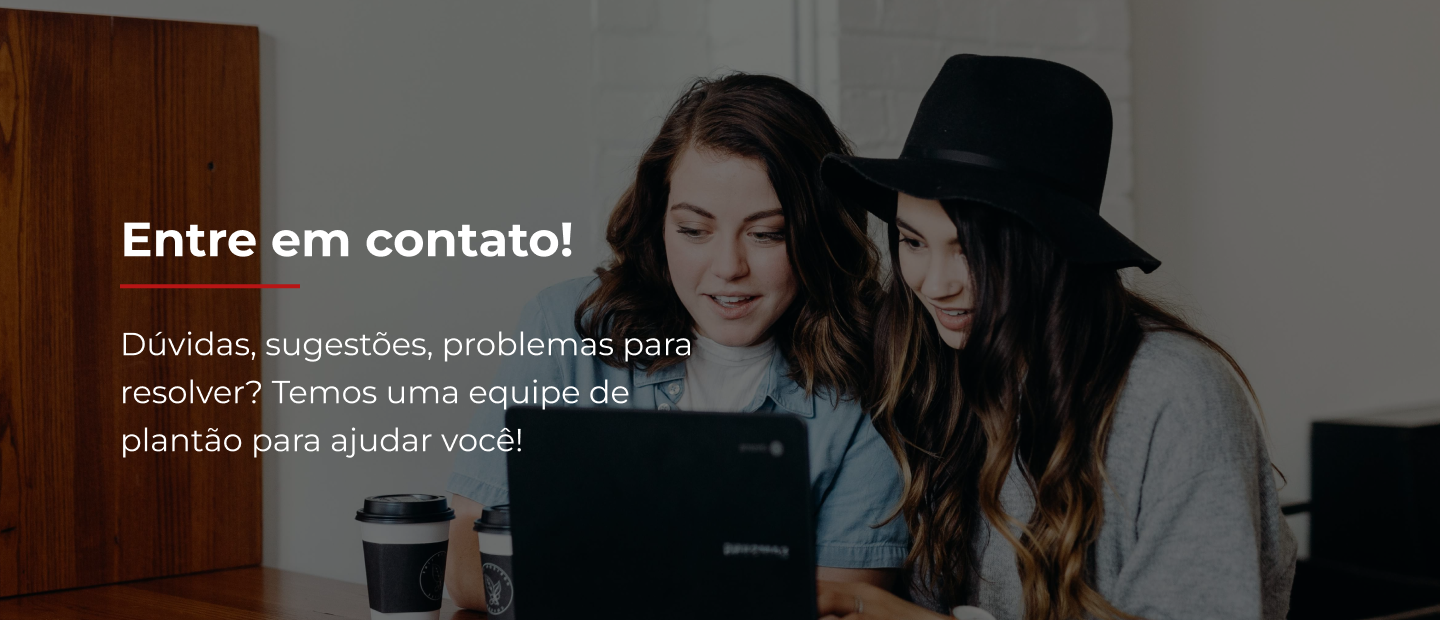 Entre em contato!
Dúvidas, sugestões, problemas para
resolver? Temos uma equipe de
plantão para ajudar você!